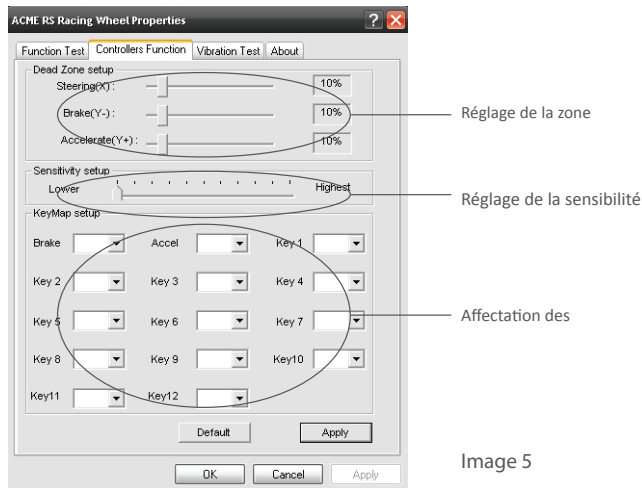 ACME RS Racing Wheel Properties
Function Test Controllers Function Vibration Test About
Dead Zone setup
Steering(X) : 10%
Brake(Y-) : 10%
Accelerate(Y+) : 10%
Réglage de la zone
Sensitivity setup
Lower Highest
Réglage de la sensibilité
KeyMap setup
Brake Accel Key 1
Key 2 Key 3 Key 4
Key 5 Key 6 Key 7
Affectation des
Key 8 Key 9 Key10
Key11 Key12
Default Apply
OK Cancel Apply
Image 5